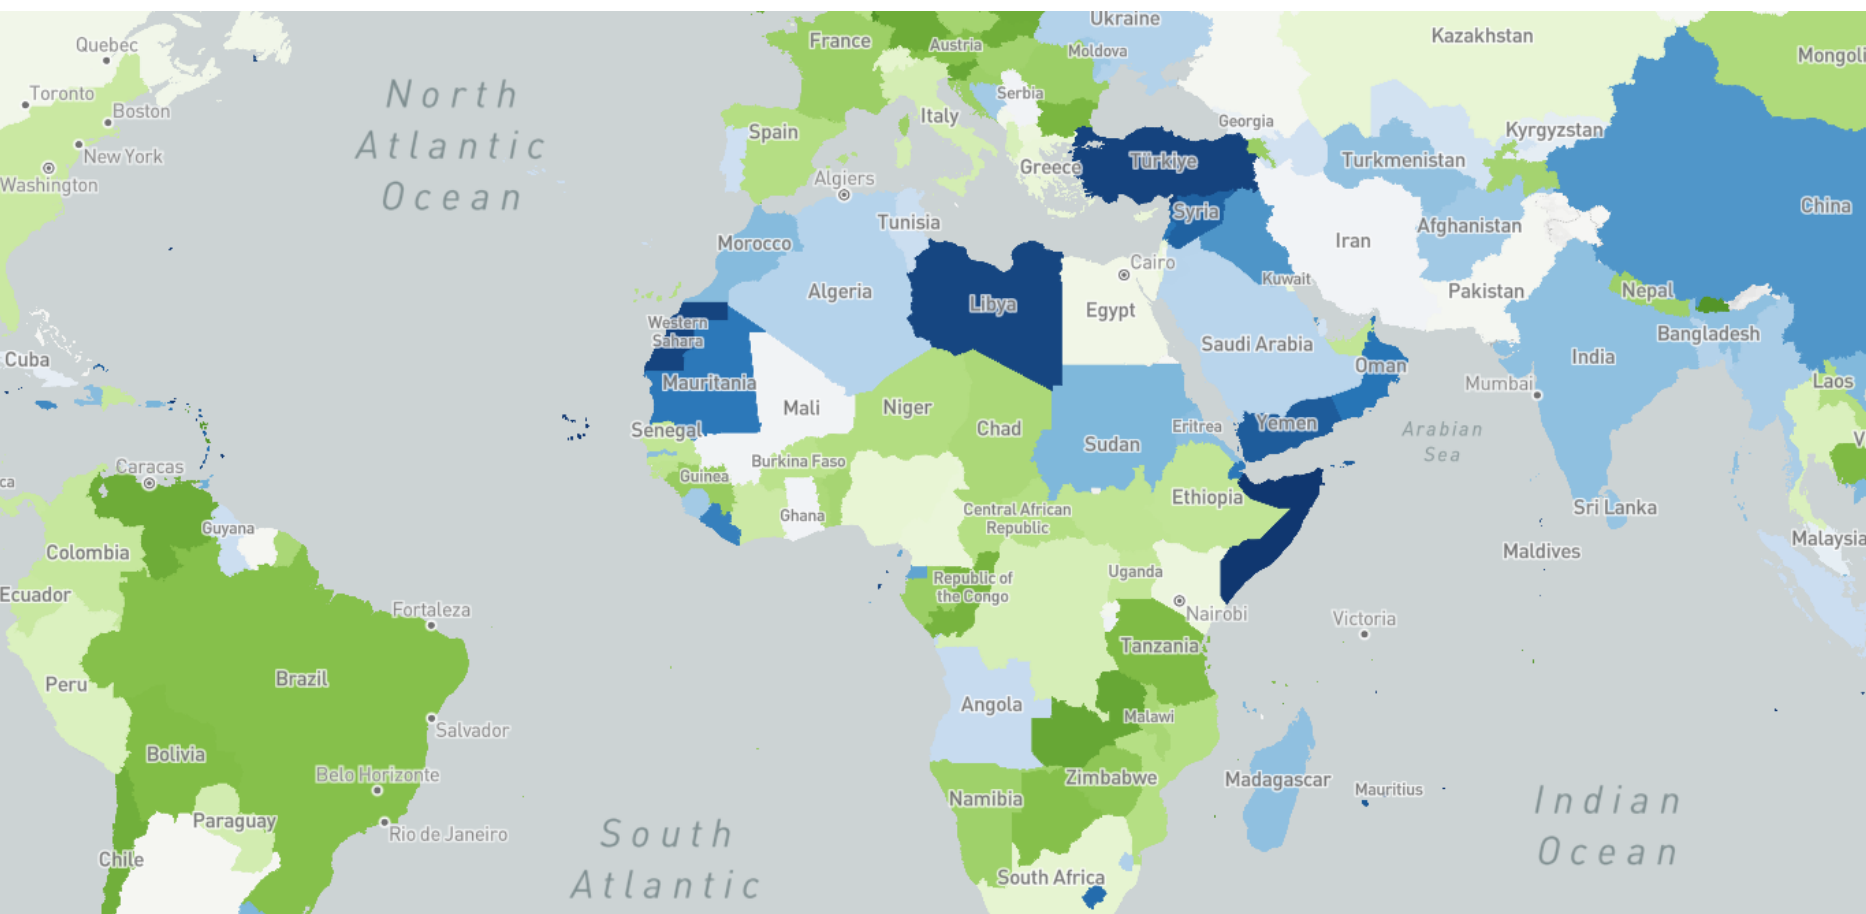 Quebec
Toronto
Boston
New York
Washington
North
Atlantic
Ocean
France
Austria
Ukraine
Moldova
Serbia
Italy
Spain
Greece
Georgia
Kazakhstan
Mongoli
Kyrgyzstan
Türkiye
Turkmenistan
Algiers
Tunisia
Syria
Afghanistan
China
Morocco
Iran
Cairo
Kuwait
Pakistan
Nepal
Algeria
Libya
Egypt
Western
Sahara
Saudi Arabia
Bangladesh
India
Cuba
Oman
Mumbai
Laos
Mauritania
Mali
Niger
Chad
Senegal
Eritrea
Yemen
Arabian
Sea
V
Sudan
Caracas
ca
Burkina Faso
Guinea
Ethiopia
Guyana
Ghana
Central African
Republic
Sri Lanka
Maldives
Malaysia
Colombia
Ecuador
Republic of
the Congo
Uganda
Nairobi
Fortaleza
Victoria
Tanzania
Brazil
Peru
Angola
Malawi
Salvador
Bolivia
Belo Horizonte
Zimbabwe
Madagascar
Mauritius
Namibia
Paraguay
Rio de Janeiro
South
Atlantic
Indian
Ocean
Chile
South Africa